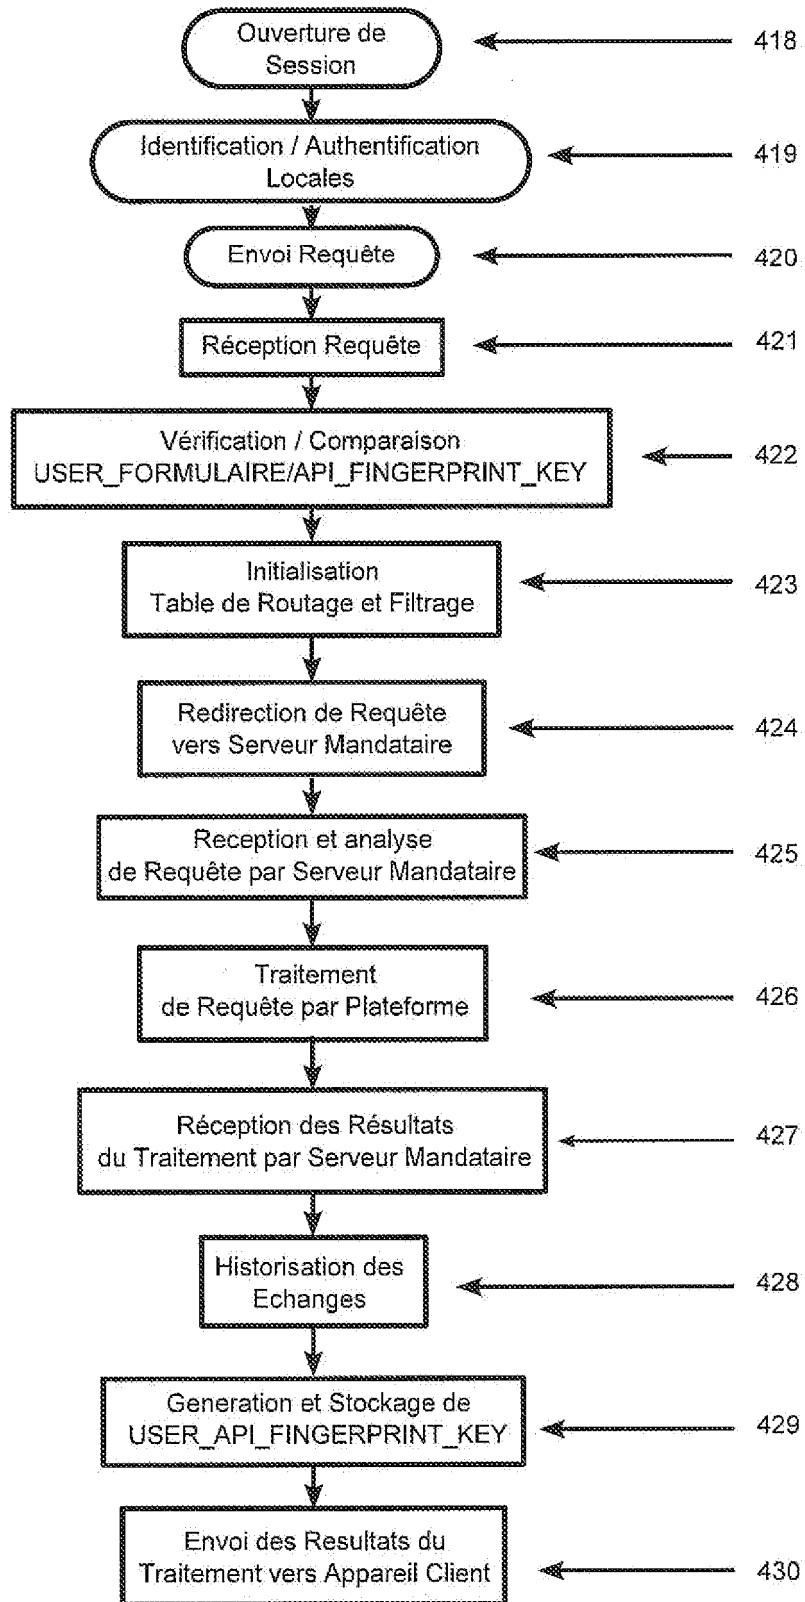 Ouverture de
Session
418
Identification / Authentification
Locales
419
Envoi Requête
420
Réception Requête
421
Vérification / Comparaison
USER_FORMULAIRE/API_FINGERPRINT_KEY
422
Initialisation
Table de Routage et Filtrage
423
Redirection de Requête
vers Serveur Mandataire
424
Reception et analyse
de Requête par Serveur Mandataire
425
Traitement
de Requête par Plateforme
426
Réception des Résultats
du Traitement par Serveur Mandataire
427
Historisation des
Echanges
428
Generation et Stockage de
USER_API_FINGERPRINT_KEY
429
Envoi des Resultats du
Traitement vers Appareil Client
430